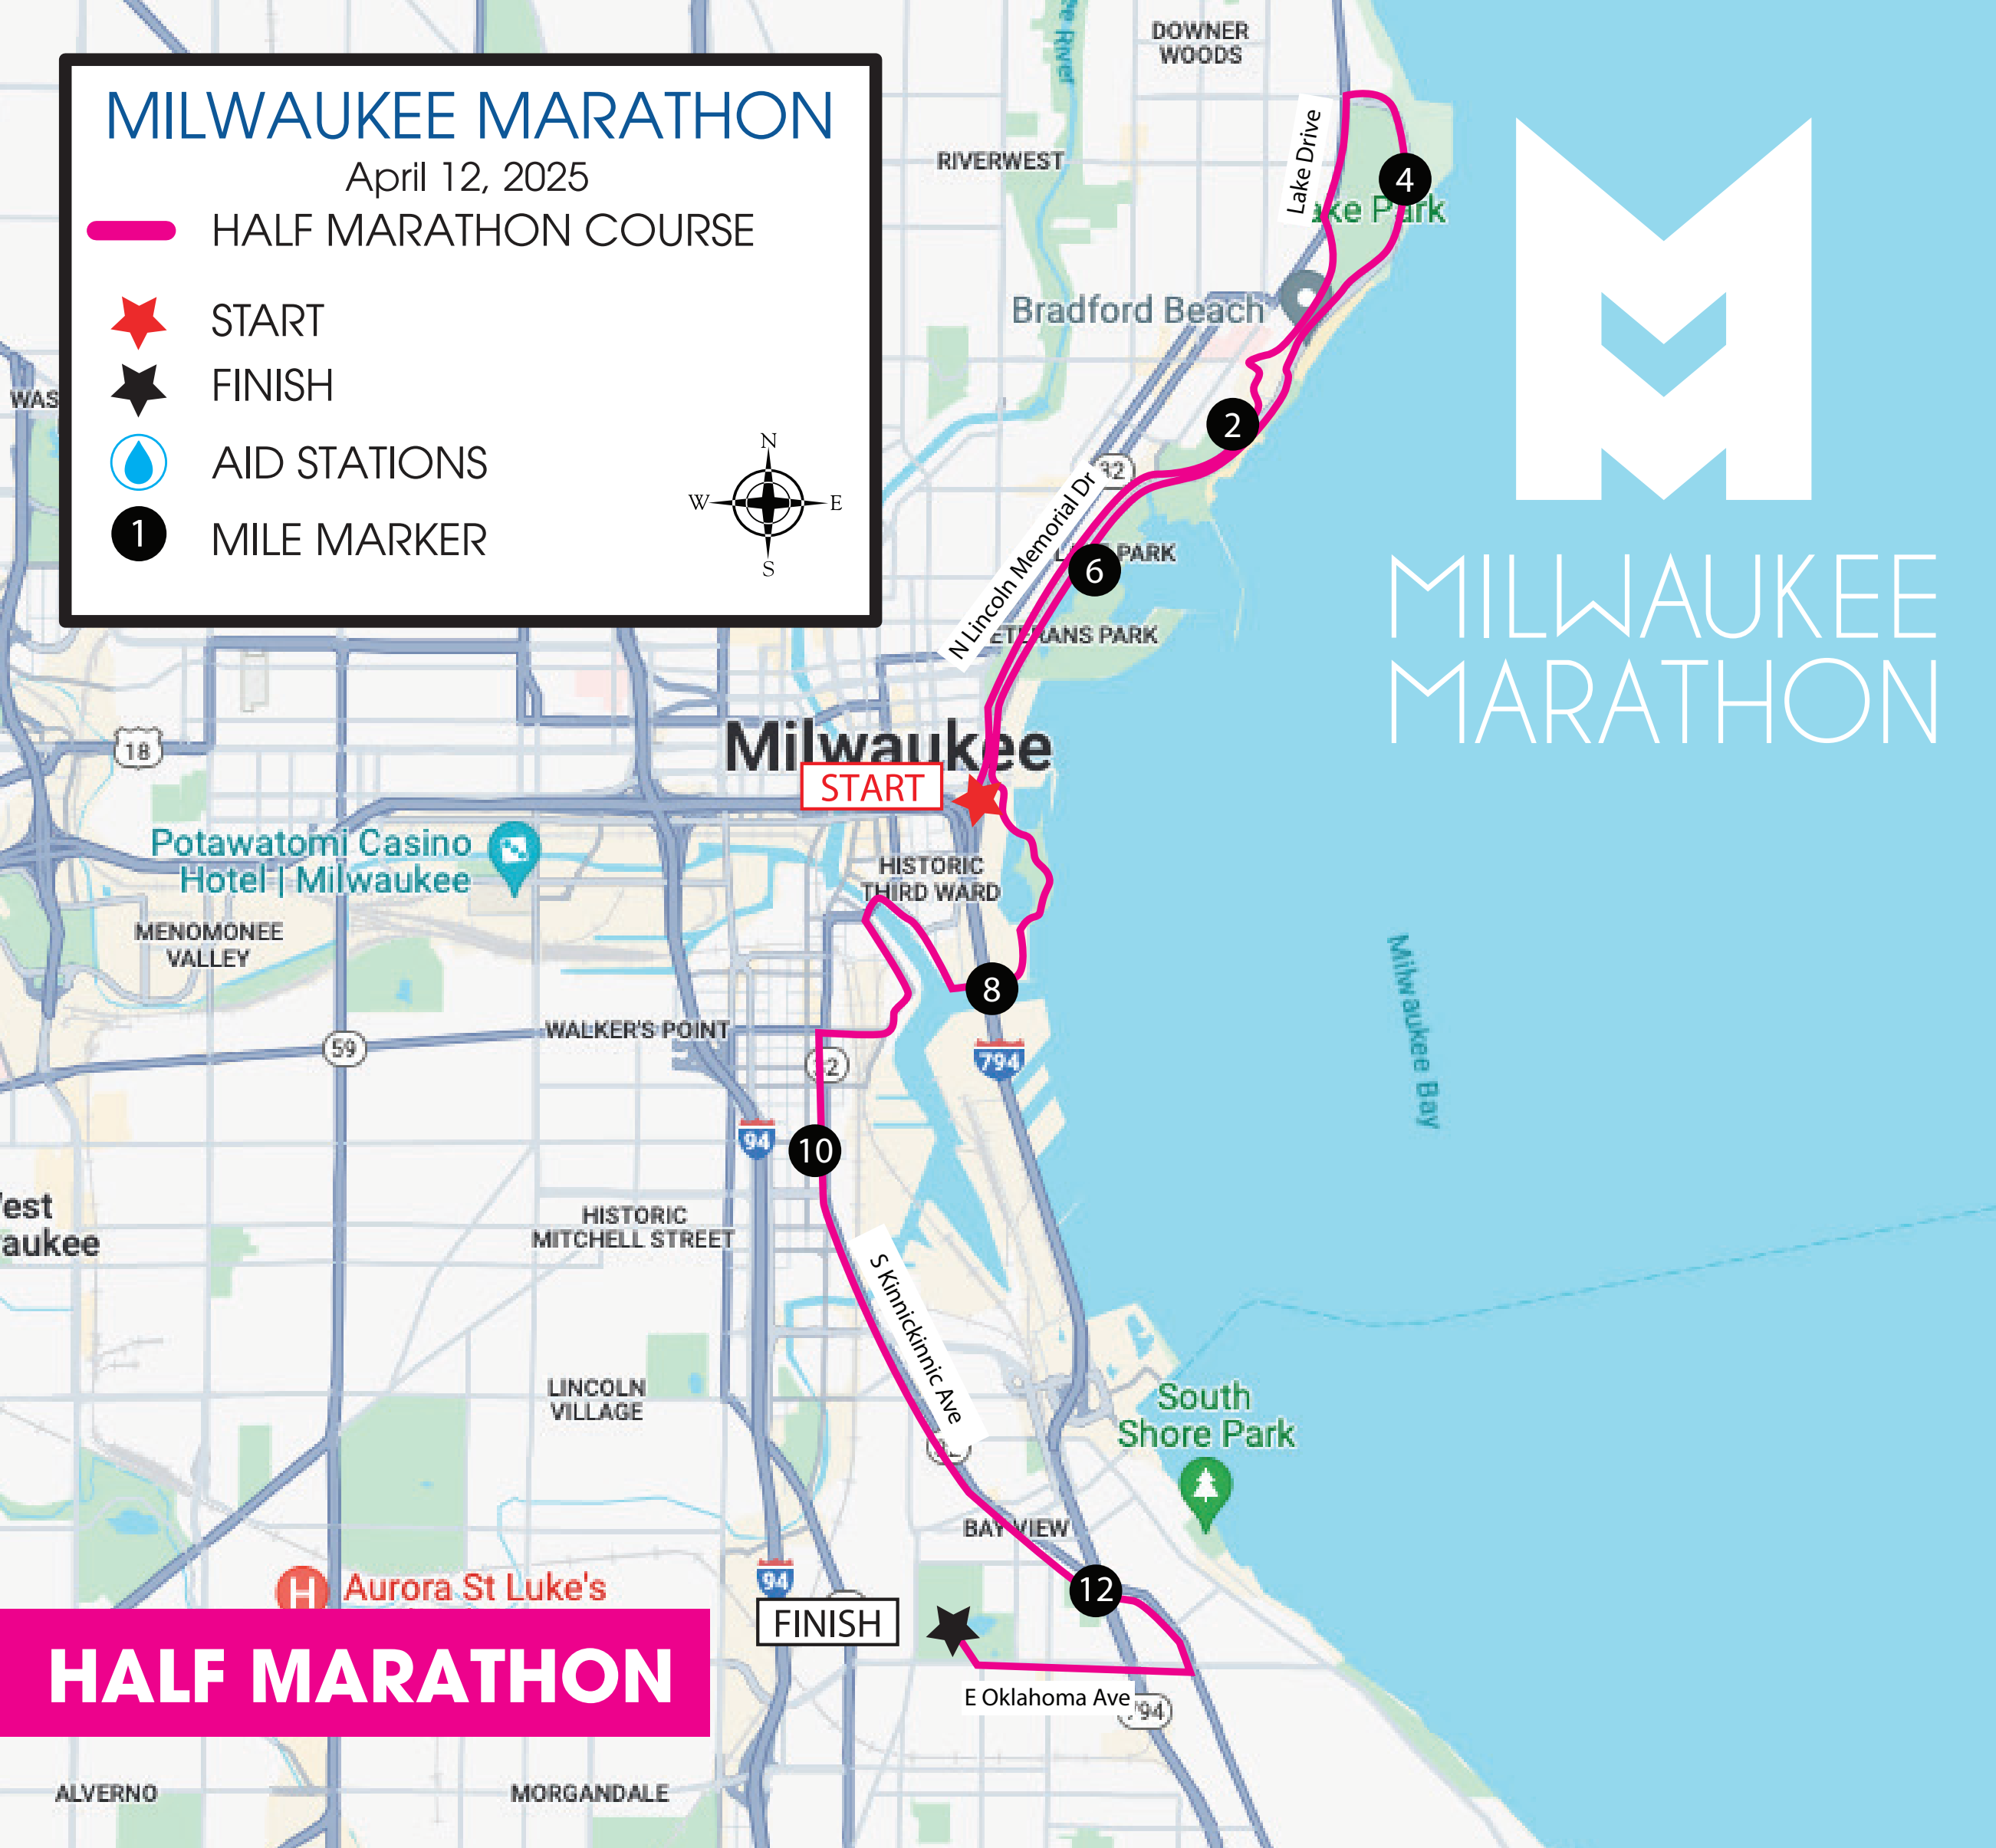 MILWAUKEE MARATHON
April 12, 2025
HALF MARATHON COURSE
START
FINISH
AID STATIONS
1
MILE MARKER
N
W
E
S
DOWNER
WOODS
RIVERWEST
Lake Drive
4
Bradford Beach
2
N Lincoln Memorial Dr
PARK
6
MILWAUKEE
MARATHON
WAS
18
Milwaukee
START
Potawatomi Casino
Hotel | Milwaukee
HISTORIC
THIRD WARD
MENOMONEE
VALLEY
8
Milwaukee Bay
WALKER'S POINT
59
794
94
10
HISTORIC
MITCHELL STREET
est
aukee
S Kinnickinnic Ave
LINCOLN
VILLAGE
South
Shore Park
BAY VIEW
12
94
H
Aurora St Luke's
FINISH
HALF MARATHON
E Oklahoma Ave
ALVERNO
MORGANDALE